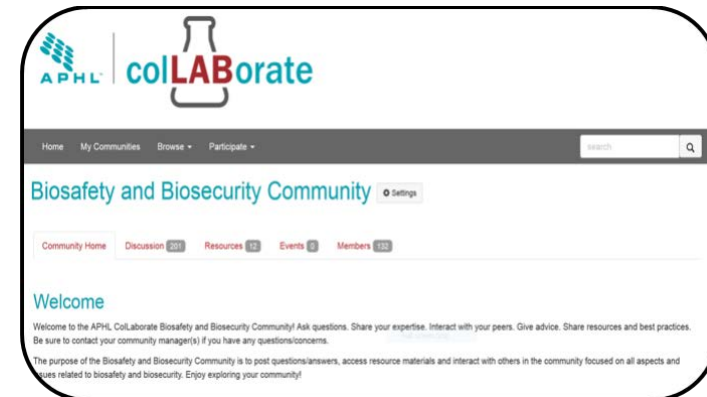 APHL colLABorate
Home My Communities Browse Participate search
Biosafety and Biosecurity Community Settings
Community Home Discussion 201 Resources 12 Events 0 Members 132
Welcome
Welcome to the APHL ColLaborate Biosafety and Biosecurity Community! Ask questions. Share your expertise. Interact with your peers. Give advice. Share resources and best practices.
Be sure to contact your community manager(s) if you have any questions/concerns.
The purpose of the Biosafety and Biosecurity Community is to post questions/answers, access resource materials and interact with others in the community focused on all aspects and
issues related to biosafety and biosecurity. Enjoy exploring your community!